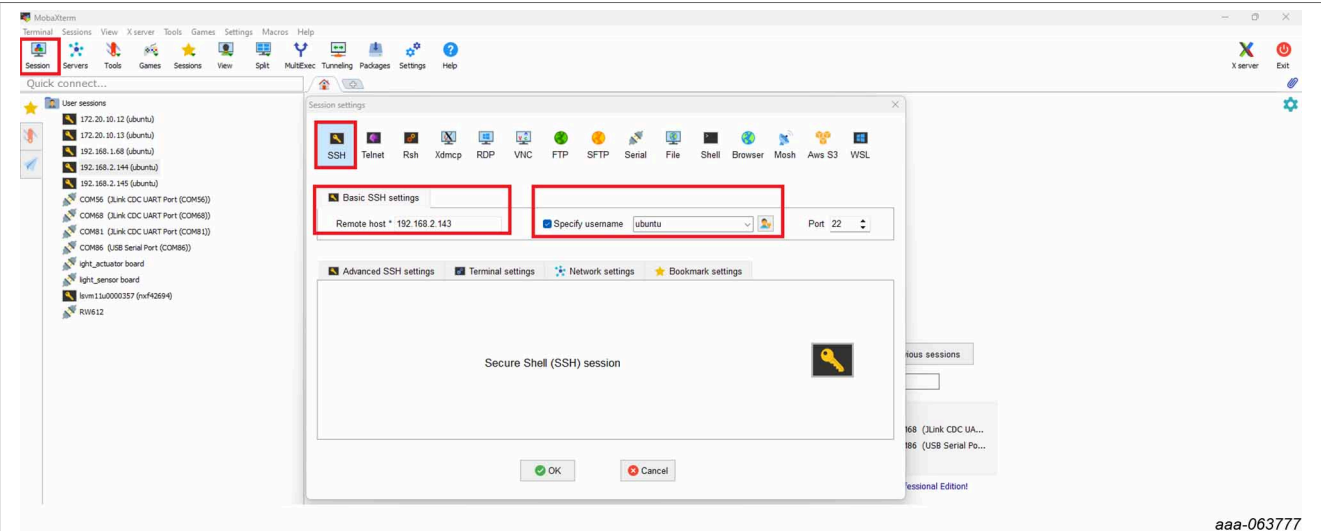 MobaXterm
Terminal Sessions View X server Tools Games Settings Macros Help
Session Servers Tools Games Sessions View Split MultiExec Tunneling Packages Settings Help X server Exit
Quick connect...
User sessions
172.20.10.12 (ubuntu)
172.20.10.13 (ubuntu)
192.168.1.68 (ubuntu)
192.168.2.144 (ubuntu)
192.168.2.145 (ubuntu)
COM56 (JLink CDC UART Port (COM56))
COM68 (JLink CDC UART Port (COM68))
COM81 (JLink CDC UART Port (COM81))
COM86 (USB Serial Port (COM86))
ight_actuator board
light_sensor board
lsvm11u0000357 (nxf42694)
RW612
Session settings
SSH Telnet Rsh Xdmcp RDP VNC FTP SFTP Serial File Shell Browser Mosh Aws S3 WSL
Basic SSH settings
Remote host * 192.168.2.143 Specify username ubuntu Port 22
Advanced SSH settings Terminal settings Network settings Bookmark settings
Secure Shell (SSH) session
OK Cancel
ious sessions
168 (JLink CDC UA...
186 (USB Serial Po...
fessional Edition!
aaa-063777